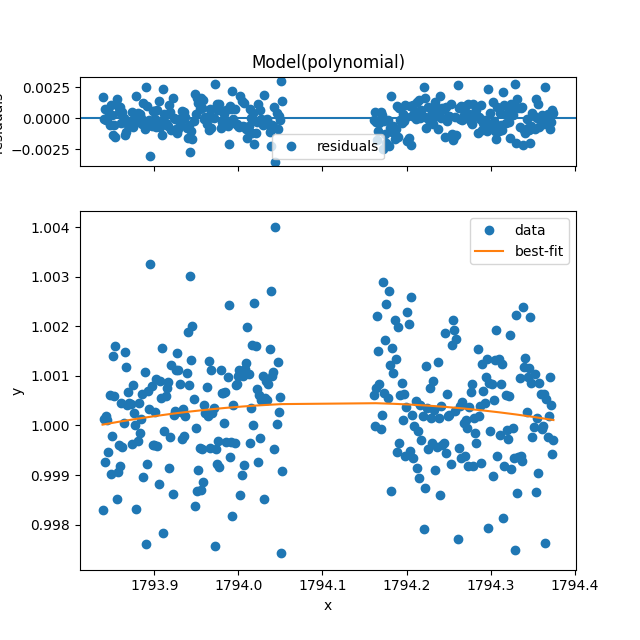 Model(polynomial)
residuals
0.0025
0.0000
−0.0025
residuals
1.004
1.003
1.002
1.001
1.000
0.999
0.998
y
data
best-fit
1793.9
1794.0
1794.1
1794.2
1794.3
1794.4
x